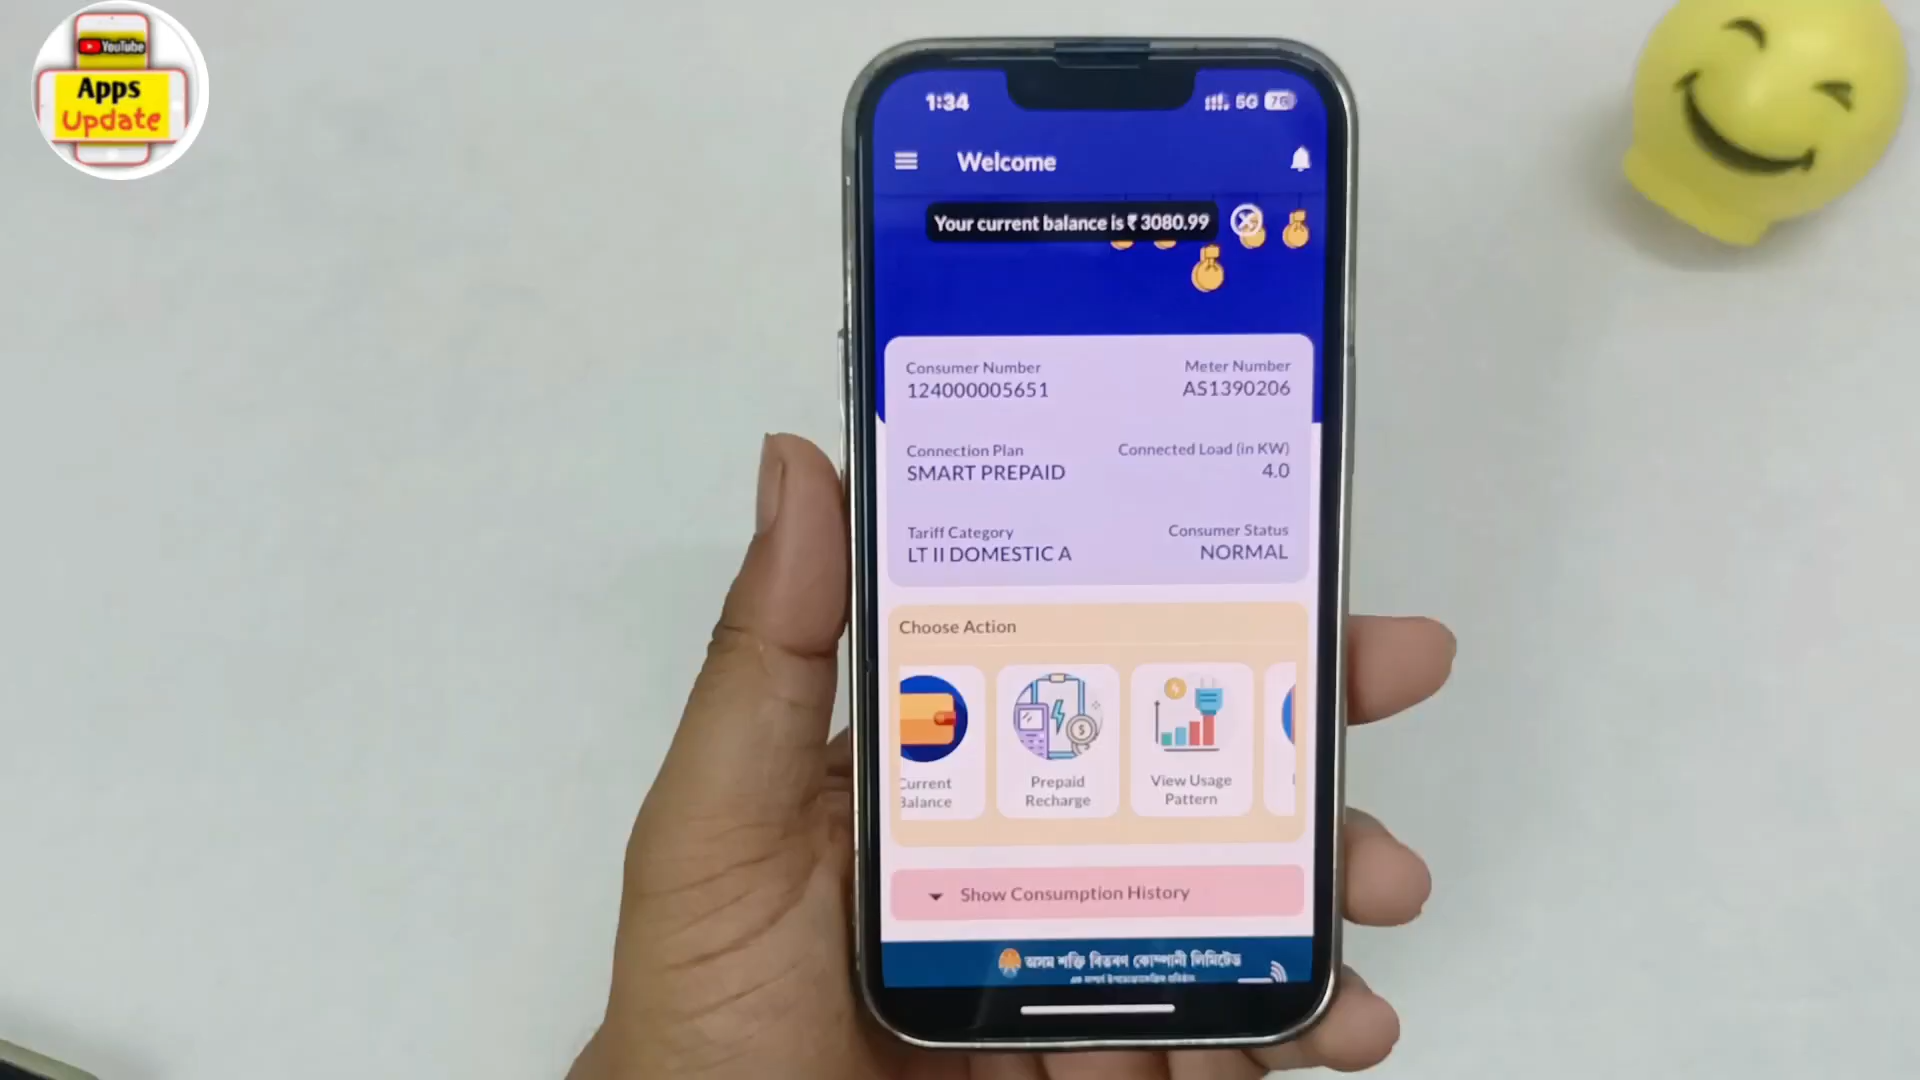 YouTube
Apps
Update
1:34
5G
Welcome
Your current balance is ₹ 3080.99
Consumer Number
Meter Number
124000005651
AS1390206
Connection Plan
Connected Load (in KW)
SMART PREPAID
4.0
Tariff Category
Consumer Status
LT II DOMESTIC A
NORMAL
Choose Action
Current
Balance
Prepaid
Recharge
View Usage
Pattern
Show Consumption History
অসম শক্তি বিতৰণ কোম্পানী লিমিটেড